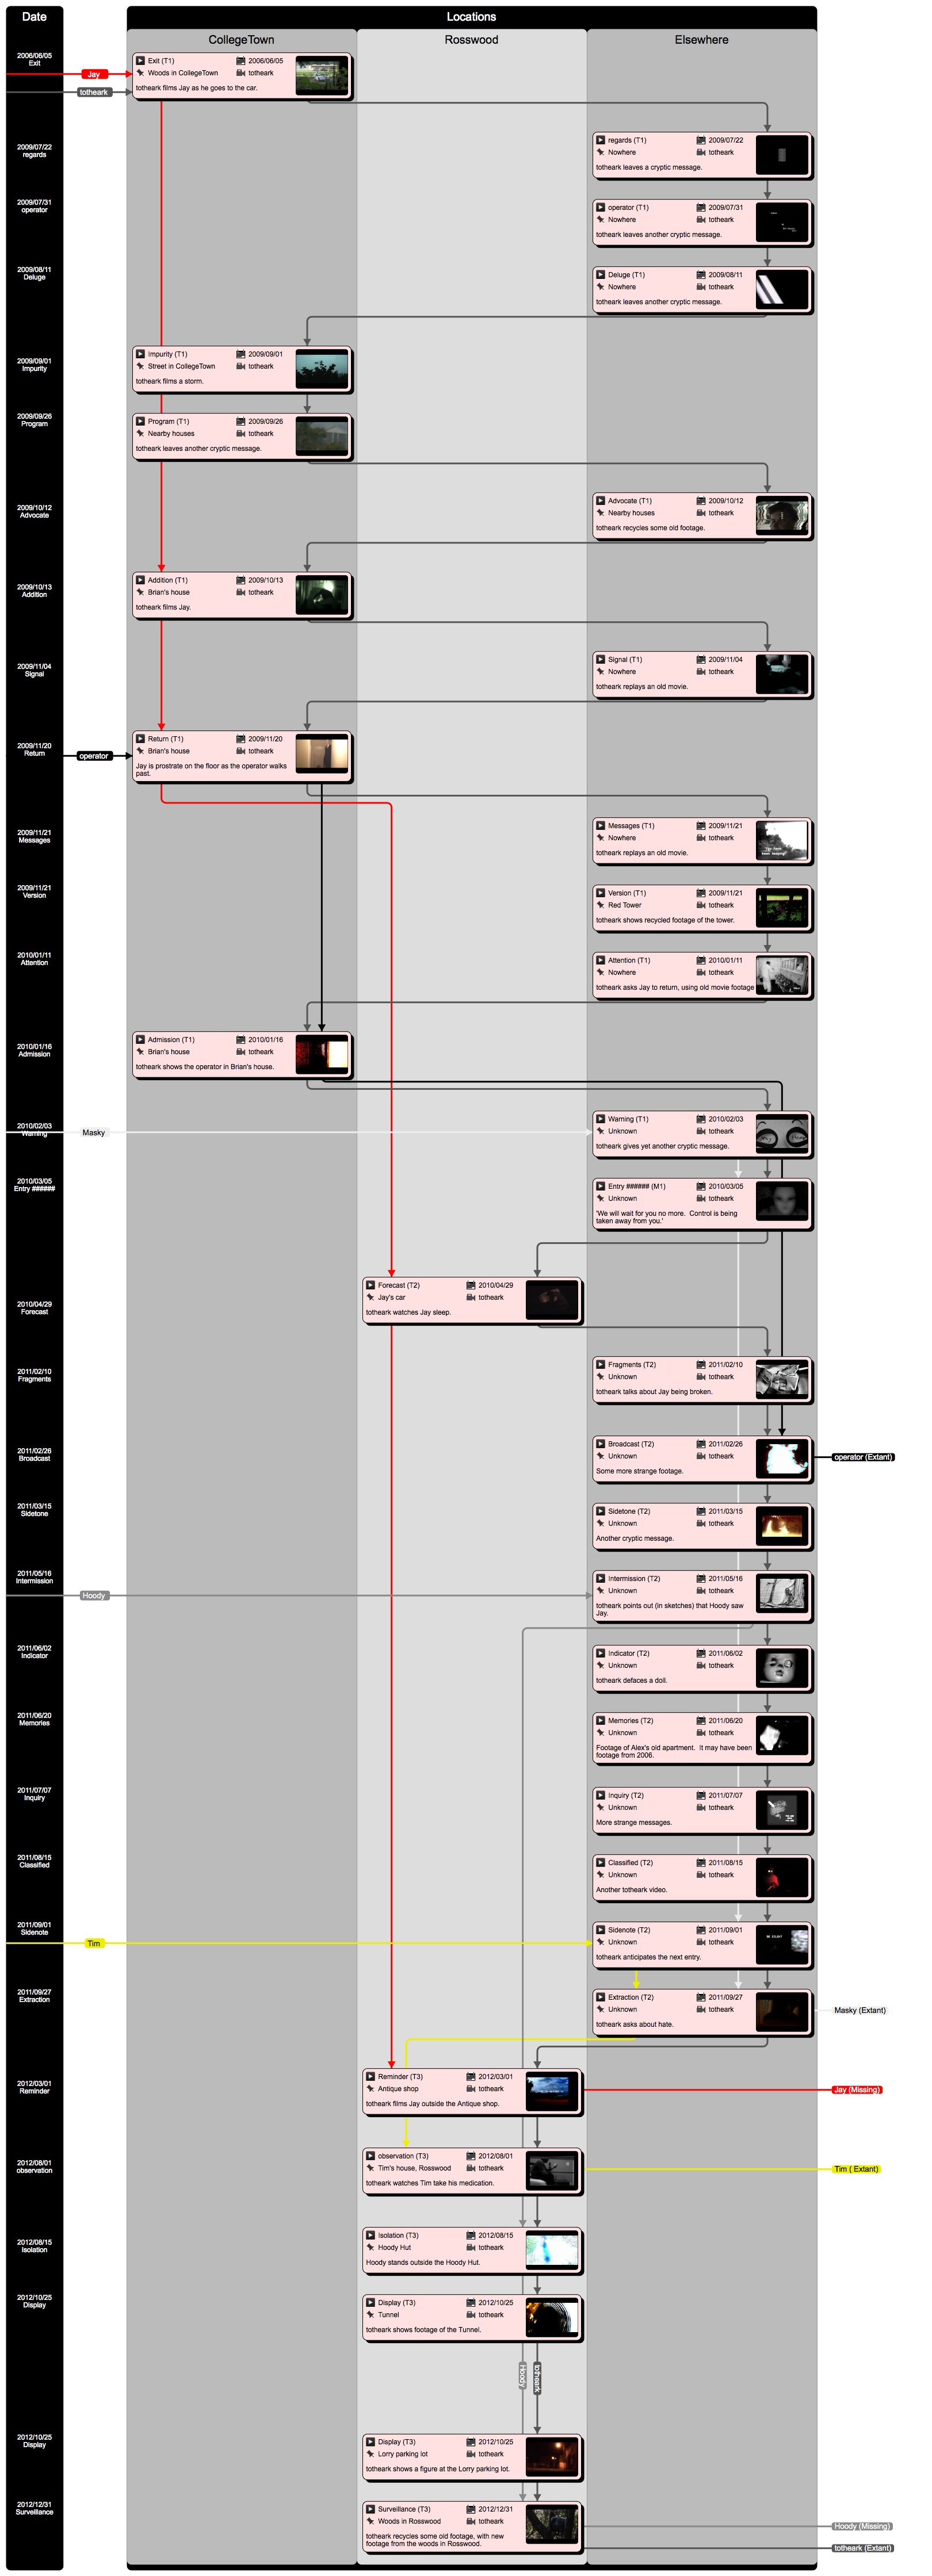 Date
Locations
CollegeTown
Rosswood
Elsewhere
2006/06/05
Exit
Exit (T1)
2006/06/05
Woods in CollegeTown
totheark
totheark films Jay as he goes to the car.
Jay
totheark
2009/07/22
regards
regards (T1)
2009/07/22
Nowhere
totheark
totheark leaves a cryptic message.
2009/07/31
operator
operator (T1)
2009/07/31
Nowhere
totheark
totheark leaves another cryptic message.
2009/08/11
Deluge
Deluge (T1)
2009/08/11
Nowhere
totheark
totheark leaves another cryptic message.
2009/09/01
Impurity
Impurity (T1)
2009/09/01
Street in CollegeTown
totheark
totheark films a storm.
2009/09/26
Program
Program (T1)
2009/09/26
Nearby houses
totheark
totheark leaves another cryptic message.
2009/10/12
Advocate
Advocate (T1)
2009/10/12
Nearby houses
totheark
totheark recycles some old footage.
2009/10/13
Addition
Addition (T1)
2009/10/13
Brian's house
totheark
totheark films Jay.
2009/11/04
Signal
Signal (T1)
2009/11/04
Nowhere
totheark
totheark replays an old movie.
2009/11/20
Return
operator
Return (T1)
2009/11/20
Brian's house
totheark
Jay is prostrate on the floor as the operator walks
past.
2009/11/21
Messages
Messages (T1)
2009/11/21
Nowhere
totheark
totheark replays an old movie.
2009/11/21
Version
Version (T1)
2009/11/21
Red Tower
totheark
totheark shows recycled footage of the tower.
2010/01/11
Attention
Attention (T1)
2010/01/11
Nowhere
totheark
totheark asks Jay to return, using old movie footage
2010/01/16
Admission
Admission (T1)
2010/01/16
Brian's house
totheark
totheark shows the operator in Brian's house.
2010/02/03
Warning
Masky
Warning (T1)
2010/02/03
Unknown
totheark
totheark gives yet another cryptic message.
2010/03/05
Entry ######
Entry ###### (M1)
2010/03/05
Unknown
totheark
'We will wait for you no more. Control is being
taken away from you.'
2010/04/29
Forecast
Forecast (T2)
2010/04/29
Jay's car
totheark
totheark watches Jay sleep.
2011/02/10
Fragments
Fragments (T2)
2011/02/10
Unknown
totheark
totheark talks about Jay being broken.
2011/02/26
Broadcast
Broadcast (T2)
2011/02/26
Unknown
totheark
Some more strange footage.
operator (Extant)
2011/03/15
Sidetone
Sidetone (T2)
2011/03/15
Unknown
totheark
Another cryptic message.
2011/05/16
Intermission
Hoody
Intermission (T2)
2011/05/16
Unknown
totheark
totheark points out (in sketches) that Hoody saw
Jay.
2011/06/02
Indicator
Indicator (T2)
2011/06/02
Unknown
totheark
totheark defaces a doll.
2011/06/20
Memories
Memories (T2)
2011/06/20
Unknown
totheark
Footage of Alex's old apartment. It may have been
footage from 2006.
2011/07/07
Inquiry
Inquiry (T2)
2011/07/07
Unknown
totheark
More strange messages.
2011/08/15
Classified
Classified (T2)
2011/08/15
Unknown
totheark
Another totheark video.
2011/09/01
Sidenote
Tim
Sidenote (T2)
2011/09/01
Unknown
totheark
totheark anticipates the next entry.
2011/09/27
Extraction
Extraction (T2)
2011/09/27
Unknown
totheark
totheark asks about hate.
Masky (Extant)
2012/03/01
Reminder
Reminder (T3)
2012/03/01
Antique shop
totheark
totheark films Jay outside the Antique shop.
Jay (Missing)
2012/08/01
observation
observation (T3)
2012/08/01
Tim's house, Rosswood
totheark
totheark watches Tim take his medication.
Tim ( Extant)
2012/08/15
Isolation
Isolation (T3)
2012/08/15
Hoody Hut
totheark
Hoody stands outside the Hoody Hut.
2012/10/25
Display
Display (T3)
2012/10/25
Tunnel
totheark
totheark shows footage of the Tunnel.
Hoody
totheark
2012/10/25
Display
Display (T3)
2012/10/25
Lorry parking lot
totheark
totheark shows a figure at the Lorry parking lot.
2012/12/31
Surveillance
Surveillance (T3)
2012/12/31
Woods in Rosswood
totheark
totheark recycles some old footage, with new
footage from the woods in Rosswood.
Hoody (Missing)
totheark (Extant)